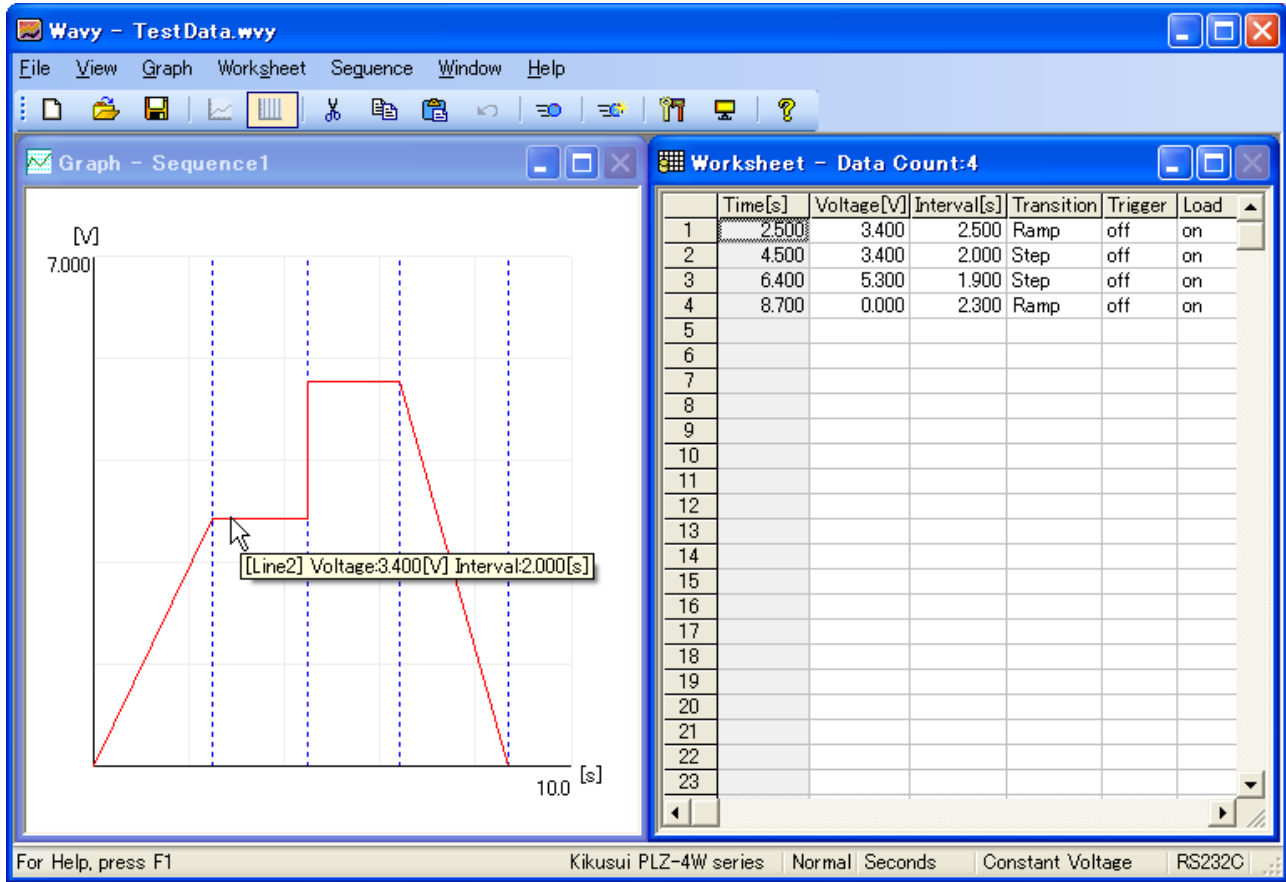 Wavy - TestData.wvy
File View Graph Worksheet Sequence Window Help
Graph - Sequence1
[V]
7.000
[Line2] Voltage:3.400[V] Interval:2.000[s]
10.0 [s]
Worksheet - Data Count:4
Time[s] Voltage[V] Interval[s] Transition Trigger Load
1 2.500 3.400 2.500 Ramp off on
2 4.500 3.400 2.000 Step off on
3 6.400 5.300 1.900 Step off on
4 8.700 0.000 2.300 Ramp off on
5
6
7
8
9
10
11
12
13
14
15
16
17
18
19
20
21
22
23
For Help, press F1 Kikusui PLZ-4W series Normal Seconds Constant Voltage RS232C